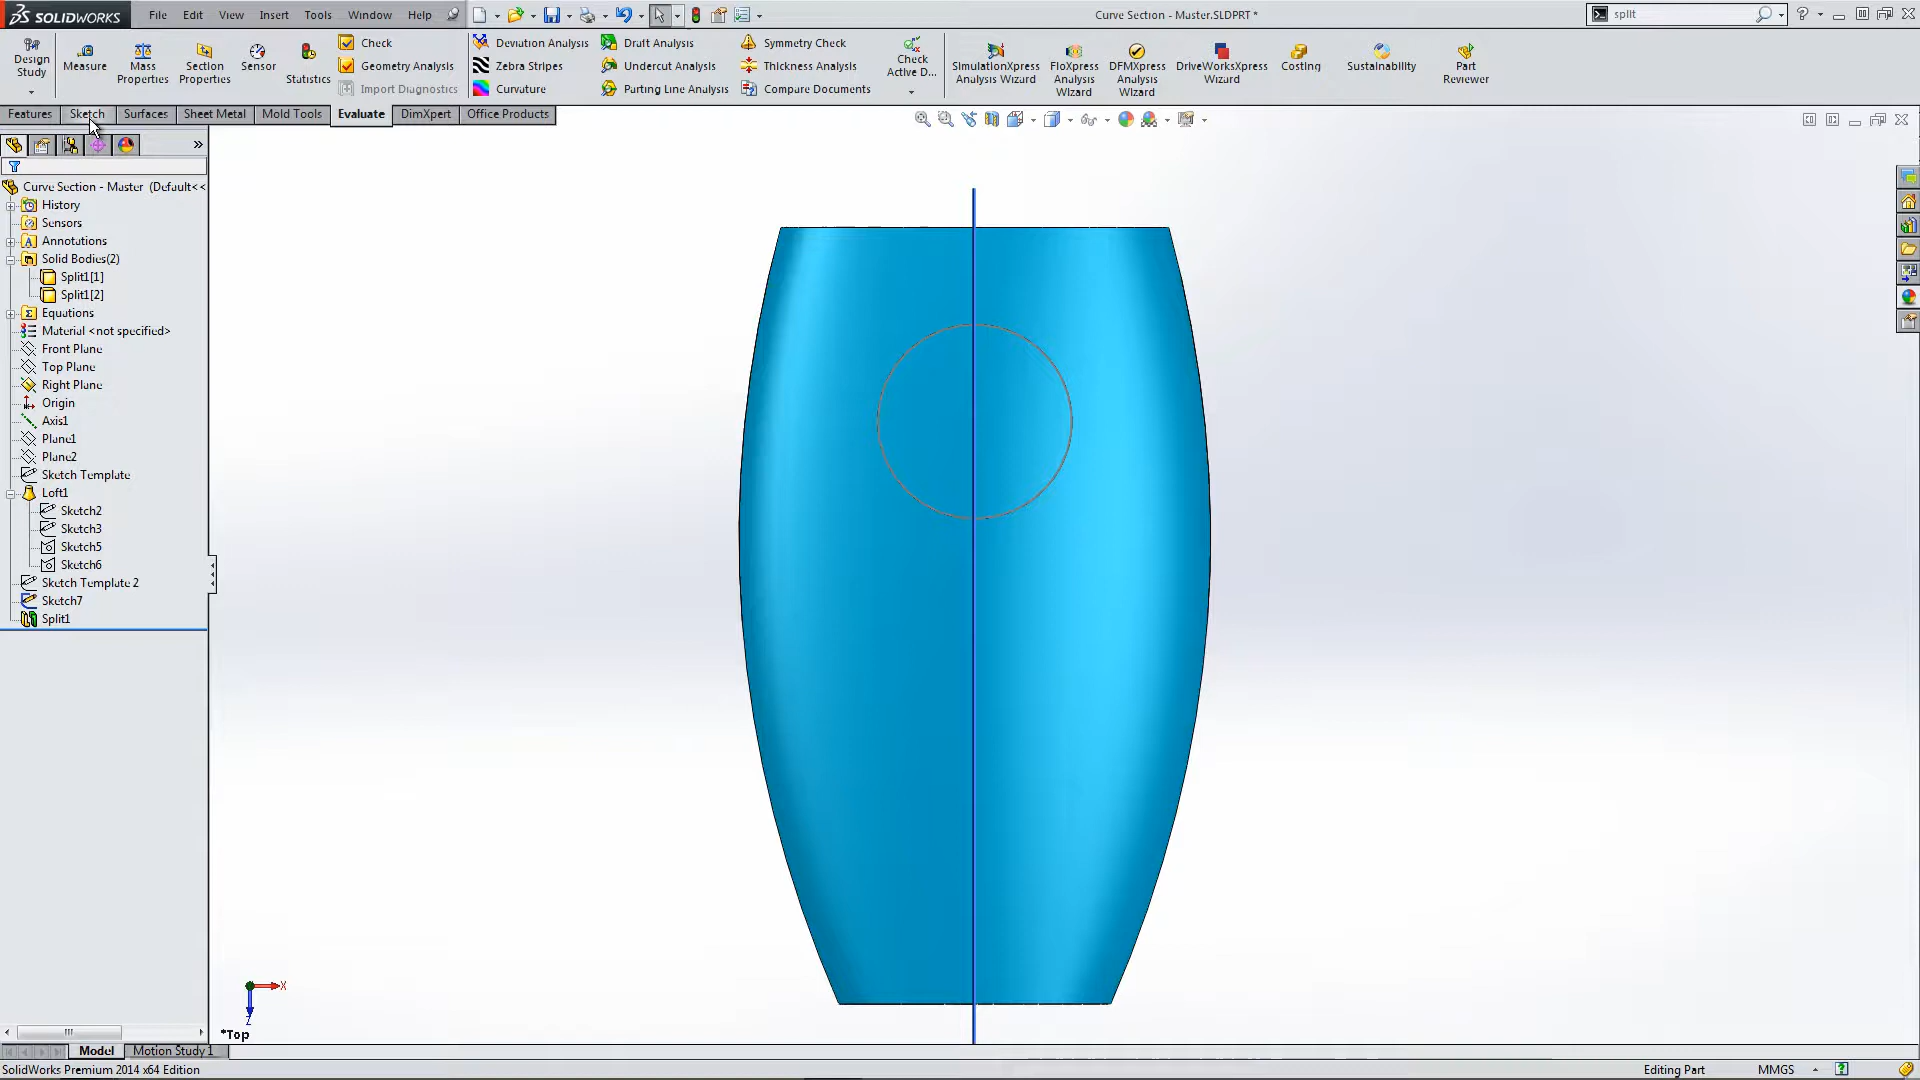 SOLIDWORKS File Edit View Insert Tools Window Help Curve Section - Master.SLDPRT * split
Design Study
Measure
Mass Properties
Section Properties
Sensor
Statistics
Check
Geometry Analysis
Import Diagnostics
Deviation Analysis
Zebra Stripes
Curvature
Draft Analysis
Undercut Analysis
Parting Line Analysis
Symmetry Check
Thickness Analysis
Compare Documents
Check Active D...
SimulationXpress Analysis Wizard
FloXpress Analysis Wizard
DFMXpress Analysis Wizard
DriveWorksXpress Wizard
Costing
Sustainability
Part Reviewer
Features Sketch Surfaces Sheet Metal Mold Tools Evaluate DimXpert Office Products
Curve Section - Master (Default<<
History
Sensors
Annotations
Solid Bodies(2)
Split1[1]
Split1[2]
Equations
Material <not specified>
Front Plane
Top Plane
Right Plane
Origin
Axis1
Plane1
Plane2
Sketch Template
Loft1
Sketch2
Sketch3
Sketch5
Sketch6
Sketch Template 2
Sketch7
Split1
X
Z
*Top
Model Motion Study 1
SolidWorks Premium 2014 x64 Edition Editing Part MMGS